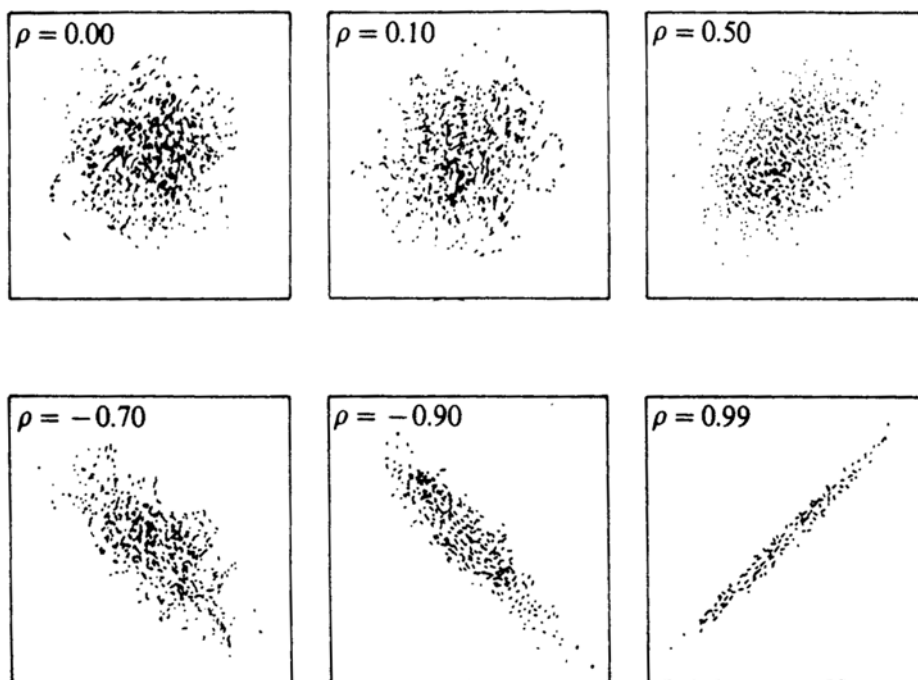 ρ = 0.00
ρ = 0.10
ρ = 0.50
ρ = −0.70
ρ = −0.90
ρ = 0.99